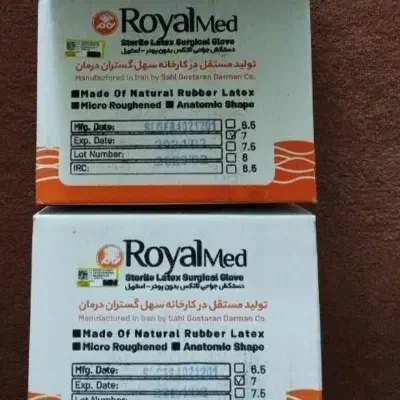 RoyalMed
Sterile Latex Surgical Glove
دستکش جراحی لاتکس بدون پودر - استریل
تولید مستقل در کارخانه سهل گستران درمان
Manufactured in Iran by Sahl Gostaran Darman Co.
Made Of Natural Rubber Latex
Micro Roughened Anatomic Shape
Mfg. Date: 6.5
Exp. Date: 7
Lot Number: 7.5
8
IRC: 8.5
RoyalMed
Sterile Latex Surgical Glove
دستکش جراحی لاتکس بدون پودر - استریل
تولید مستقل در کارخانه سهل گستران درمان
Manufactured in Iran by Sahl Gostaran Darman Co.
Made Of Natural Rubber Latex
Micro Roughened Anatomic Shape
Mfg. Date: 6.5
Exp. Date: 7
Lot Number: 7.5